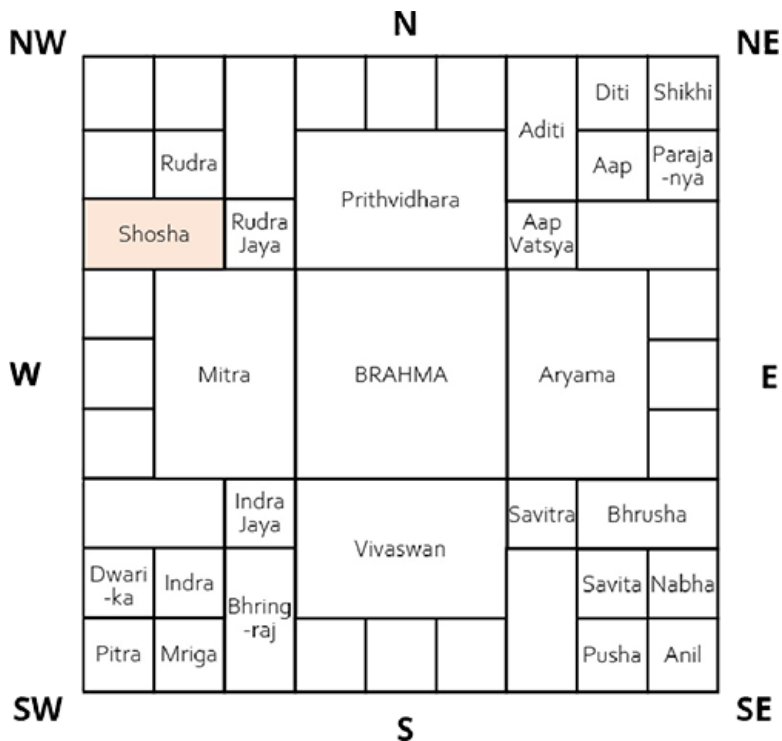 N
NW
NE
Diti
Shikhi
Aditi
Rudra
Aap
Paraja
-nya
Prithvidhara
Shosha
Rudra
Jaya
Aap
Vatsya
W
Mitra
BRAHMA
Aryama
E
Indra
Jaya
Savitra
Bhrusha
Vivaswan
Dwari
-ka
Indra
Bhring
-raj
Savita
Nabha
Pitra
Mriga
Pusha
Anil
SW
SE
S